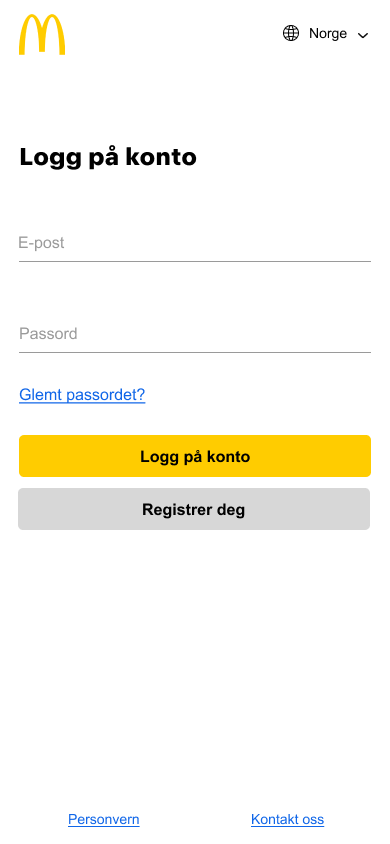 Norge
Logg på konto
E-post
Passord
Glemt passordet?
Logg på konto
Registrer deg
Personvern
Kontakt oss